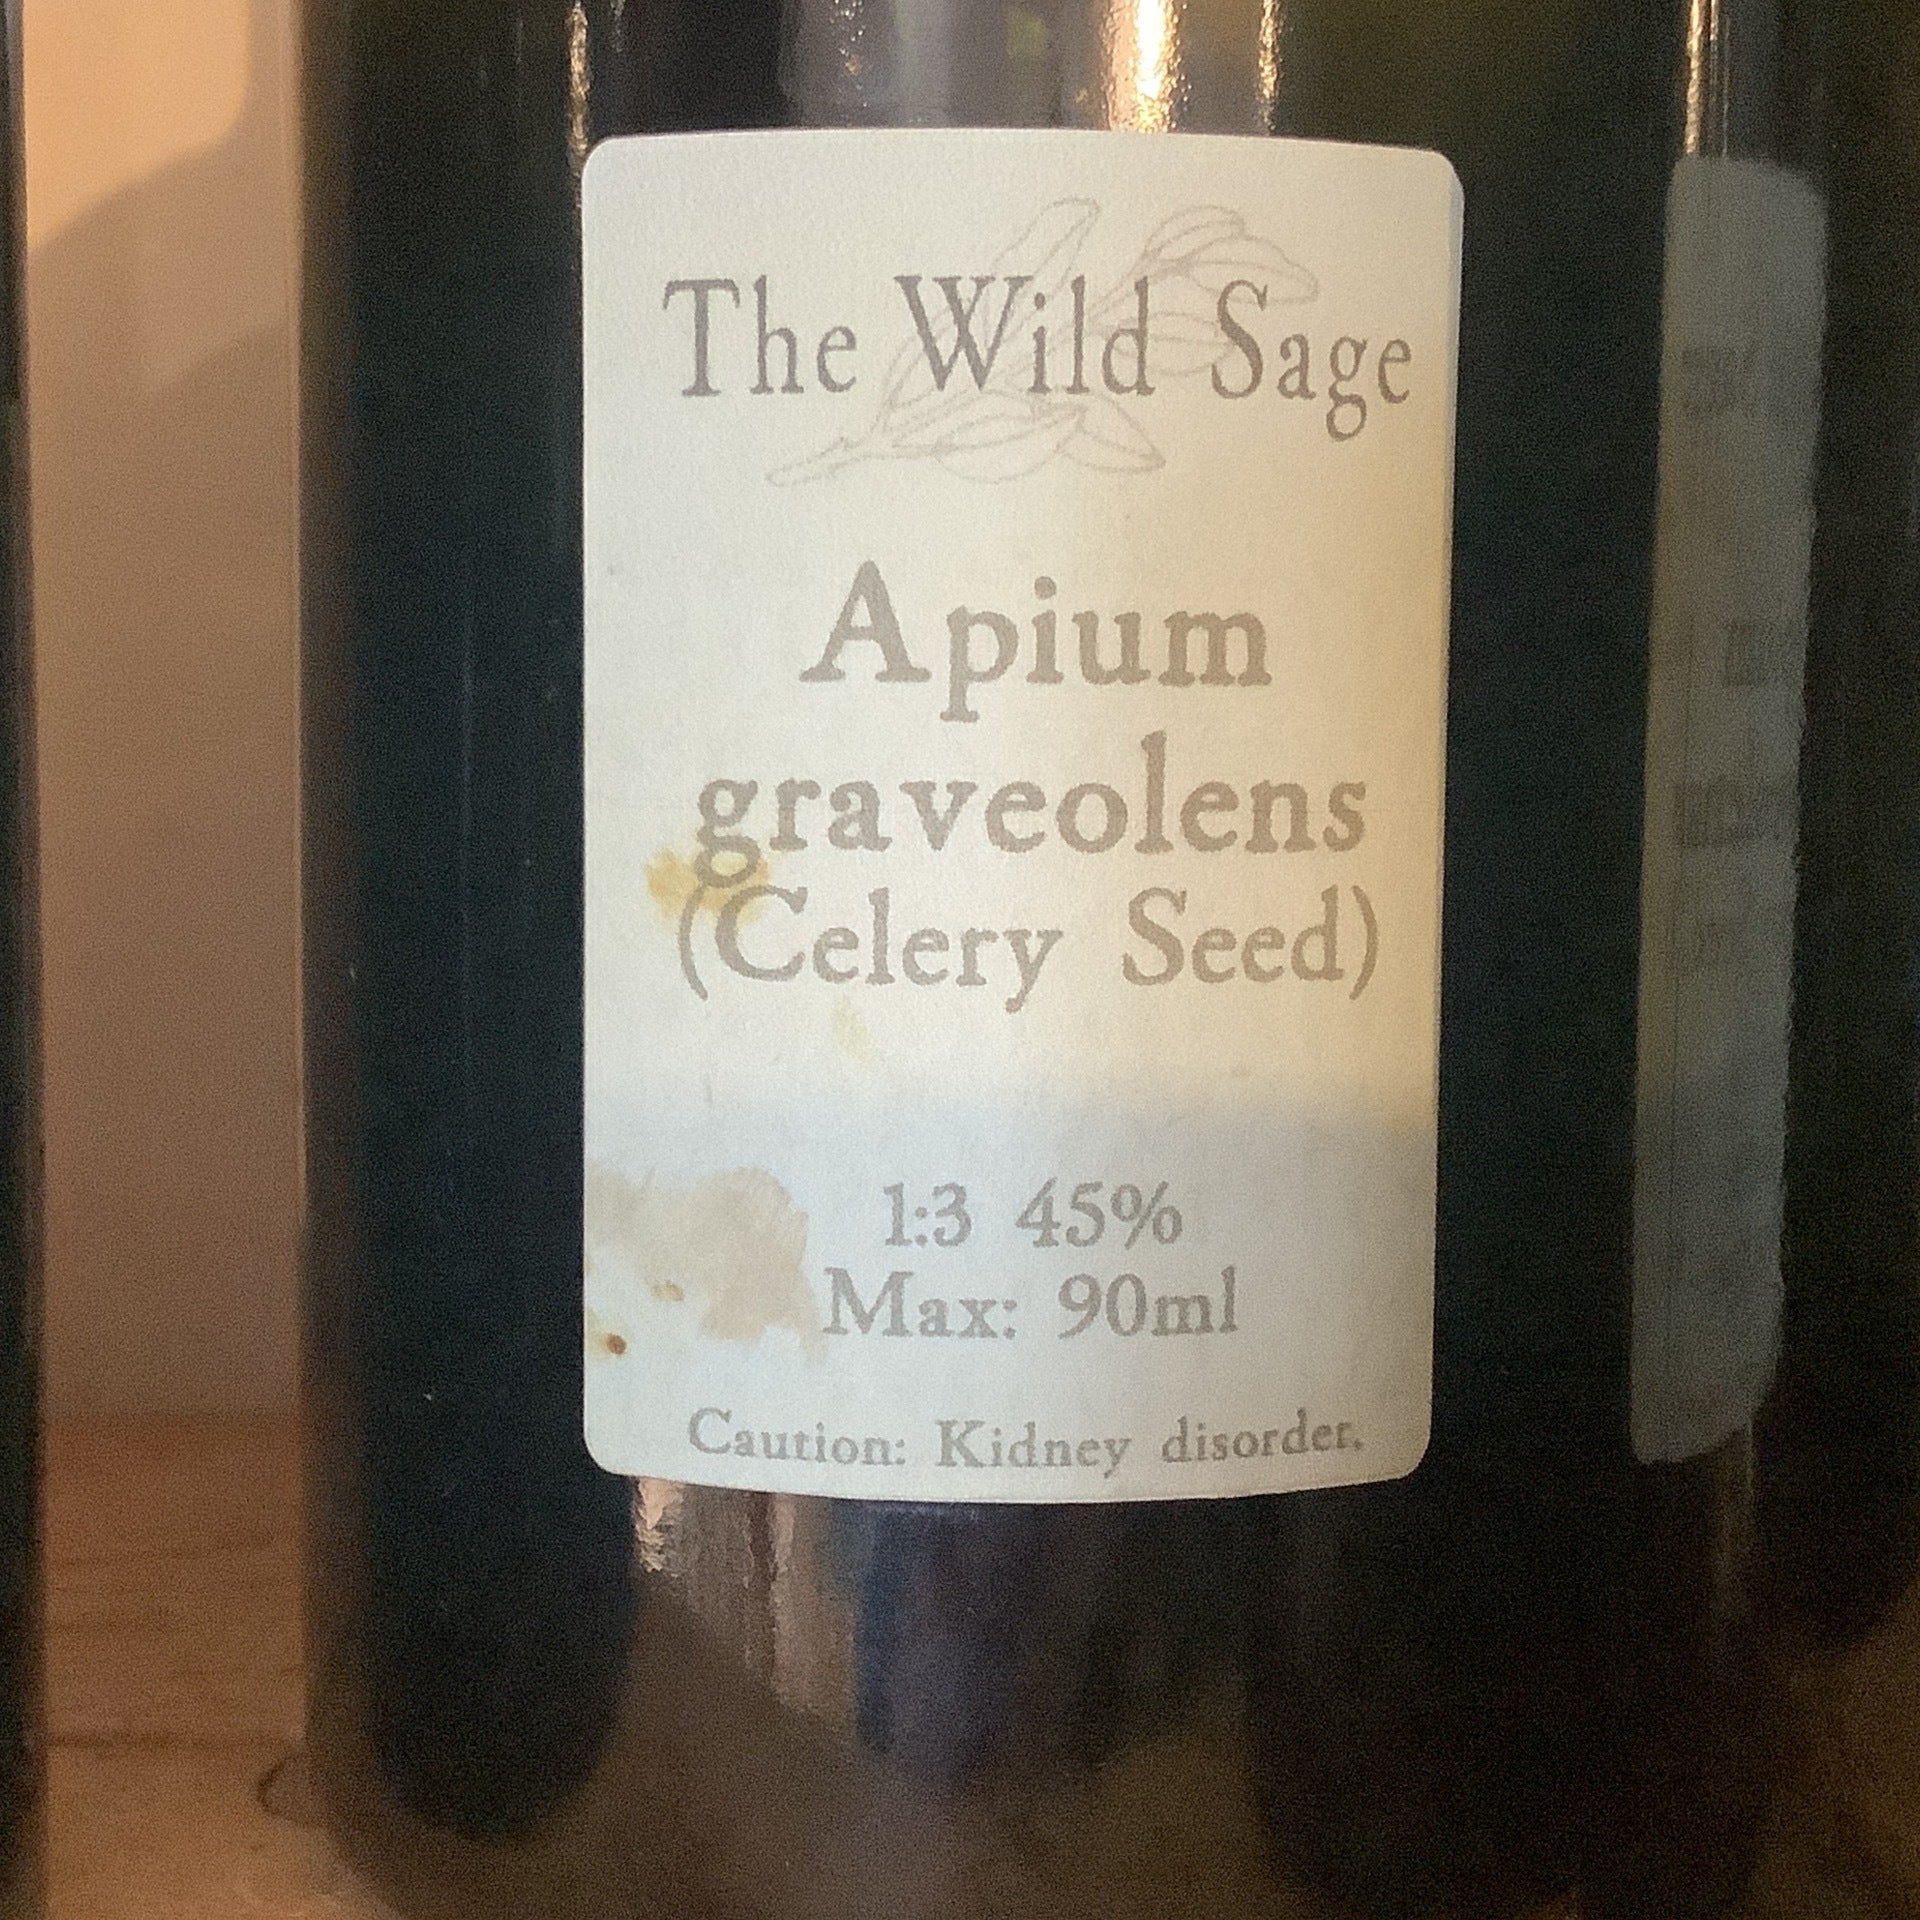 The Wild Sage
Apium
graveolens
(Celery Seed)
1:3 45%
Max: 90ml
Caution: Kidney disorder.